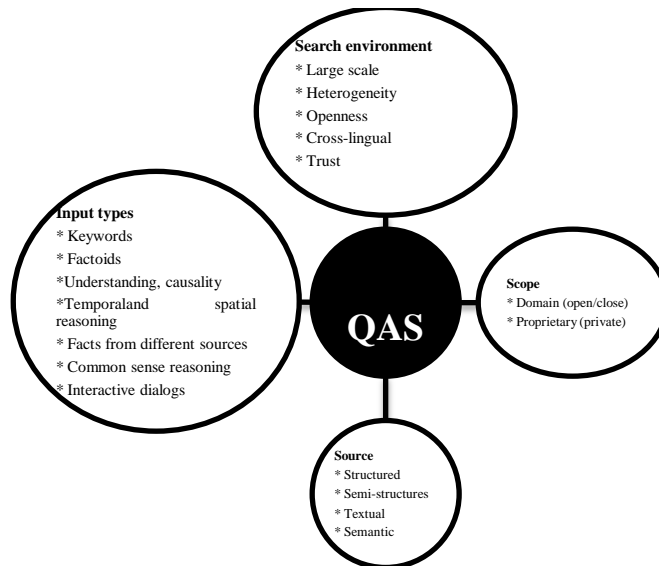 Search environment
* Large scale
* Heterogeneity
* Openness
* Cross-lingual
* Trust
Input types
* Keywords
* Factoids
*Understanding, causality
*Temporaland spatial
reasoning
* Facts from different sources
* Common sense reasoning
* Interactive dialogs
QAS
Scope
* Domain (open/close)
* Proprietary (private)
Source
* Structured
* Semi-structures
* Textual
* Semantic